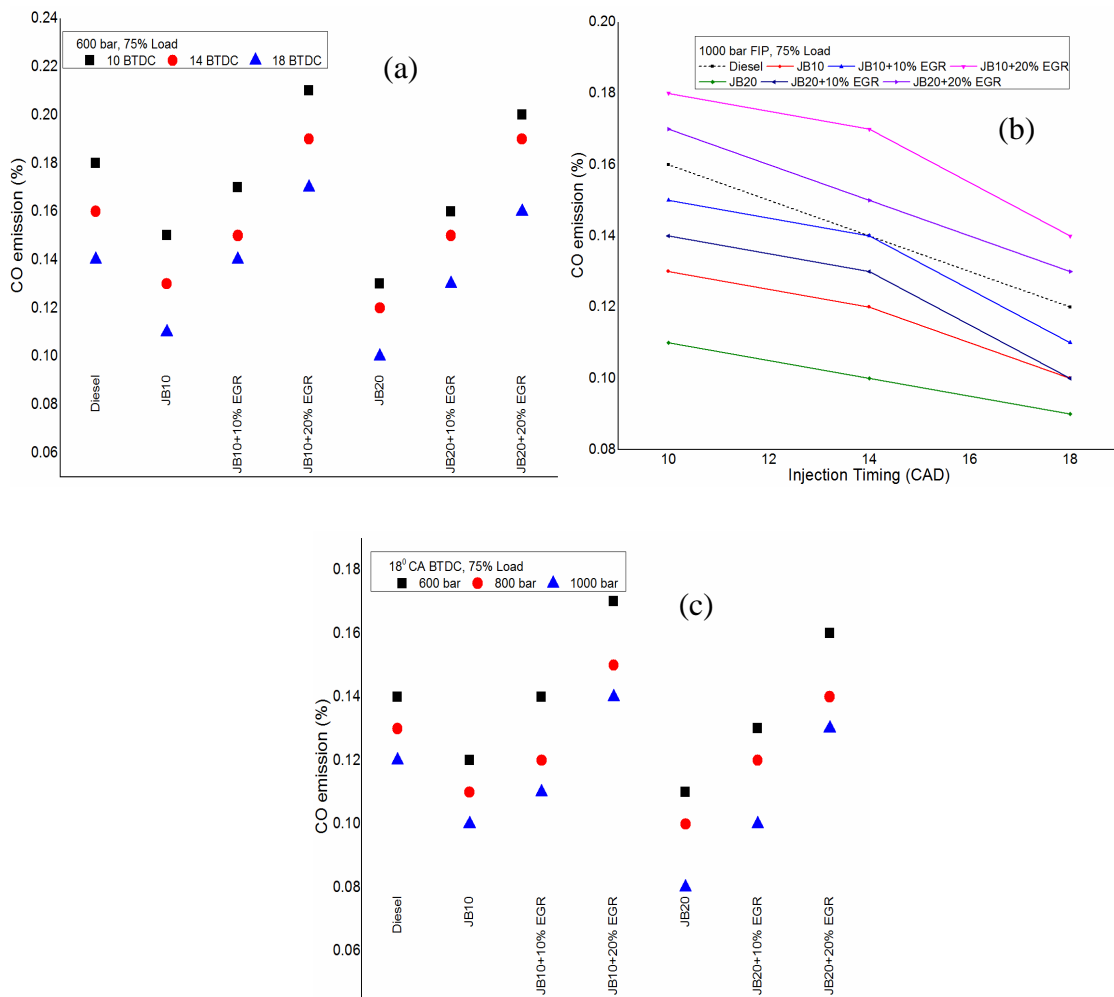 0.24
600 bar, 75% Load
10 BTDC 14 BTDC 18 BTDC
(a)
0.22
0.20
0.18
0.16
0.14
0.12
0.10
0.08
0.06
CO emission (%)
Diesel
JB10
JB10+10% EGR
JB10+20% EGR
JB20
JB20+10% EGR
JB20+20% EGR
0.20
1000 bar FIP, 75% Load
Diesel JB10 JB10+10% EGR JB10+20% EGR
JB20 JB20+10% EGR JB20+20% EGR
(b)
0.18
0.16
0.14
0.12
0.10
0.08
CO emission (%)
10 12 14 16 18
Injection Timing (CAD)
18⁰ CA BTDC, 75% Load
600 bar 800 bar 1000 bar
(c)
0.18
0.16
0.14
0.12
0.10
0.08
0.06
CO emission (%)
Diesel
JB10
JB10+10% EGR
JB10+20% EGR
JB20
JB20+10% EGR
JB20+20% EGR